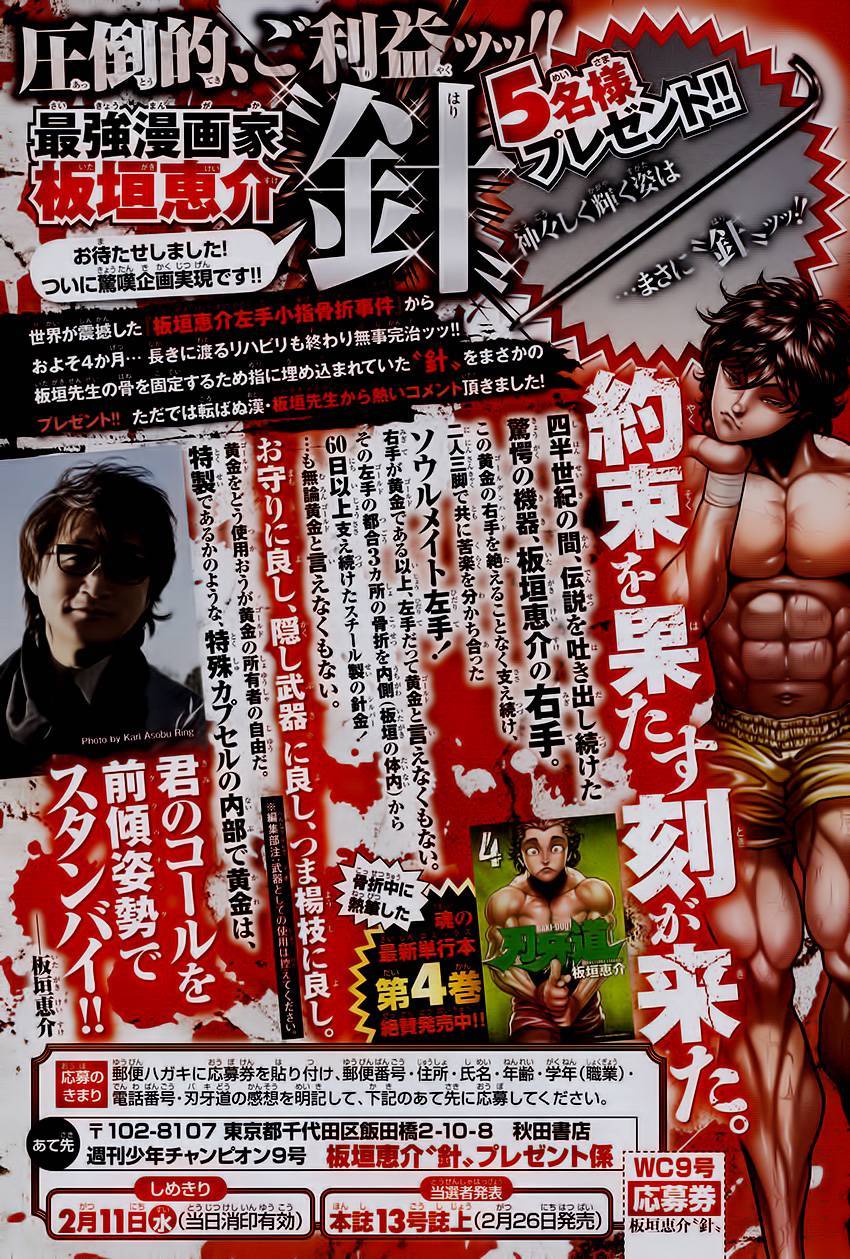 圧倒的、ご利益ッッ!!
最強漫画家
板垣恵介
針
5名様
プレゼント!!
神々しく輝く姿は
…まさに〝針〟ッッ!!
お待たせしました!
ついに驚嘆企画実現です!!
世界が震撼した『板垣恵介左手小指骨折事件』から
およそ4か月…長きに渡るリハビリも終わり無事完治ッッ!!
板垣先生の骨を固定するため指に埋め込まれていた〝針〟をまさかの
プレゼント!! ただでは転ばぬ漢・板垣先生から熱いコメント頂きました!
約束を果たす刻が来た。
四半世紀の間、伝説を吐き出し続けた
驚愕の機器、板垣恵介の右手。
この黄金の右手を絶えることなく支え続け、
二人三脚で共に苦楽を分かち合った
ソウルメイト左手!
右手が黄金である以上、左手だって黄金と言えなくもない。
その左手の都合3カ所の骨折を内側(板垣の体内)から
60日以上支え続けたスチール製の針金!
…も無論黄金と言えなくもない。
お守りに良し、隠し武器に良し、つま楊枝に良し。
※編集部注:武器としての使用は控えてください。
黄金をどう使用おうが黄金の所有者の自由だ。
特製であるかのような、特殊カプセルの内部で黄金は、
君のコールを
前傾姿勢で
スタンバイ!!
──板垣恵介
Photo by Kari Asobu Ring
骨折中に
熱筆した
魂の
最新単行本
第4巻
絶賛発売中!!
4
BAKI-DOU
刃牙道
板垣恵介
応募の
きまり
郵便ハガキに応募券を貼り付け、郵便番号・住所・氏名・年齢・学年(職業)・
電話番号・刃牙道の感想を明記して、下記のあて先に応募してください。
あて先
〒102-8107 東京都千代田区飯田橋2-10-8 秋田書店
週刊少年チャンピオン9号 板垣恵介〝針〟プレゼント係
しめきり
2月11日水(当日消印有効)
当選者発表
本誌13号誌上(2月26日発売)
WC9号
応募券
板垣恵介〝針〟